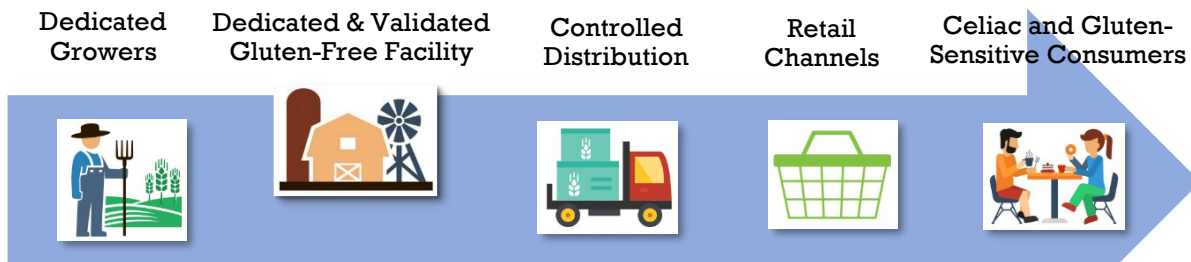 Dedicated
Growers
Dedicated & Validated
Gluten-Free Facility
Controlled
Distribution
Retail
Channels
Celiac and Gluten-
Sensitive Consumers